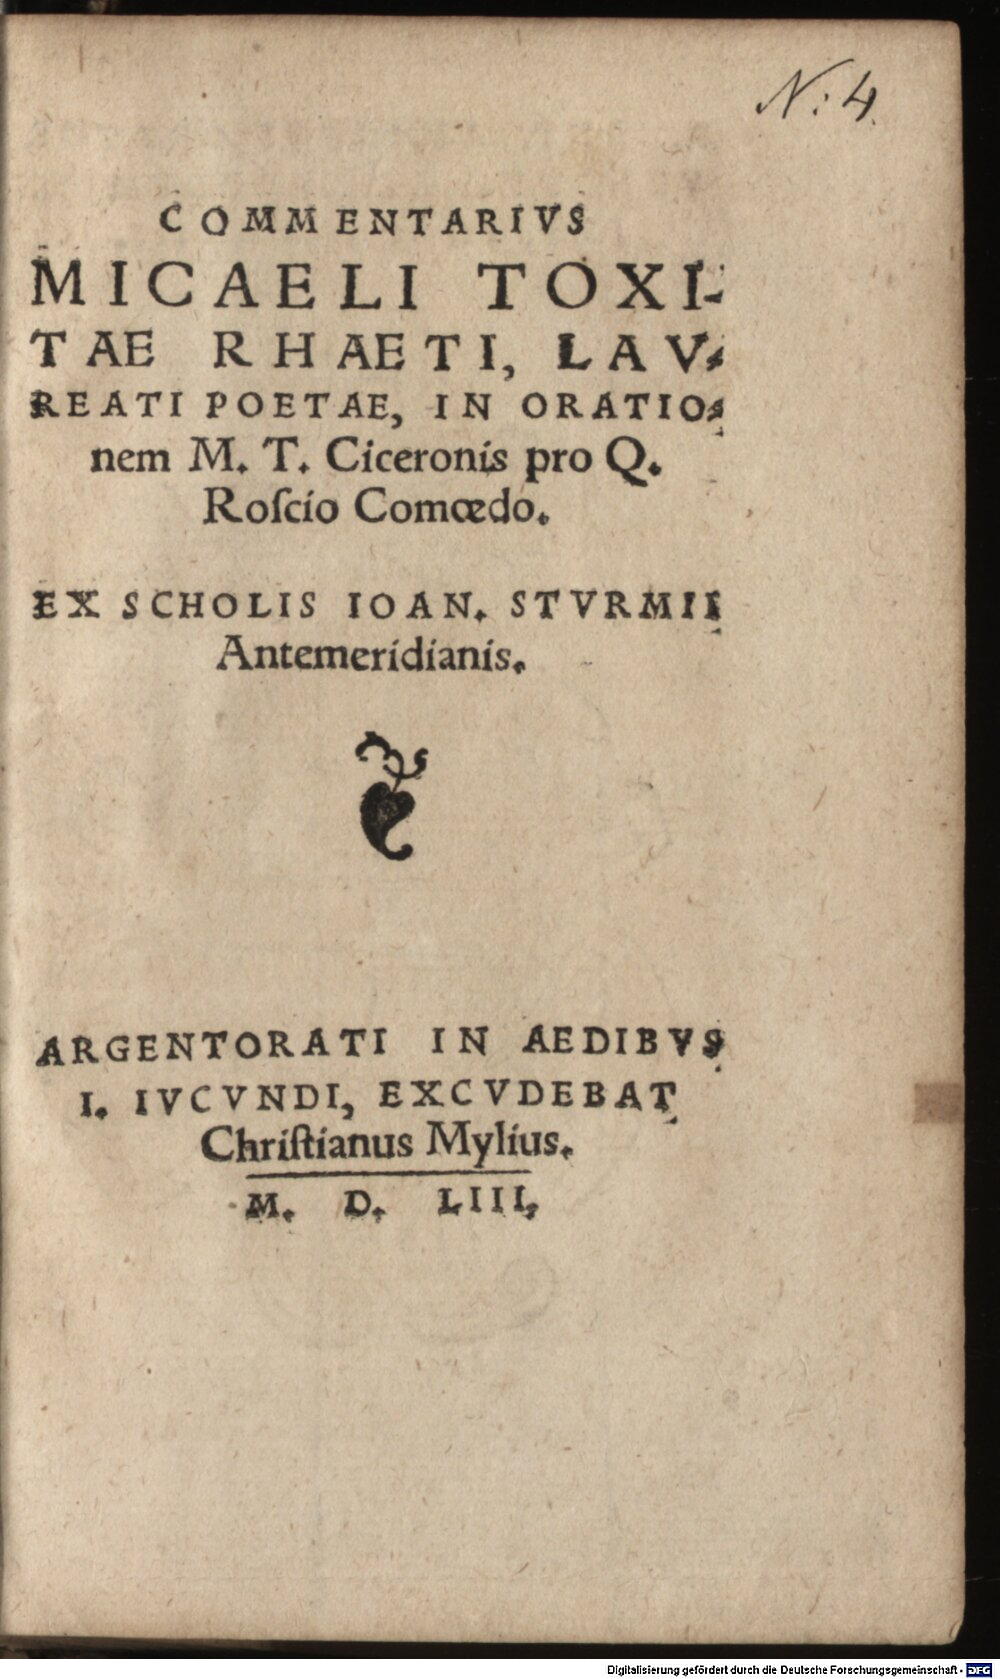 N: 4.
COMMENTARIVS
MICAELI TOXI-
TAE RHAETI, LAV-
REATI POETAE, IN ORATIO-
nem M. T. Ciceronis pro Q.
Roſcio Comœdo.
EX SCHOLIS IOAN. STVRMII
Antemeridianis.
ARGENTORATI IN AEDIBVS
I. IVCVNDI, EXCVDEBAT
Chriſtianus Mylius.
M. D. LIII.
Digitalisierung gefördert durch die Deutsche Forschungsgemeinschaft - DFG